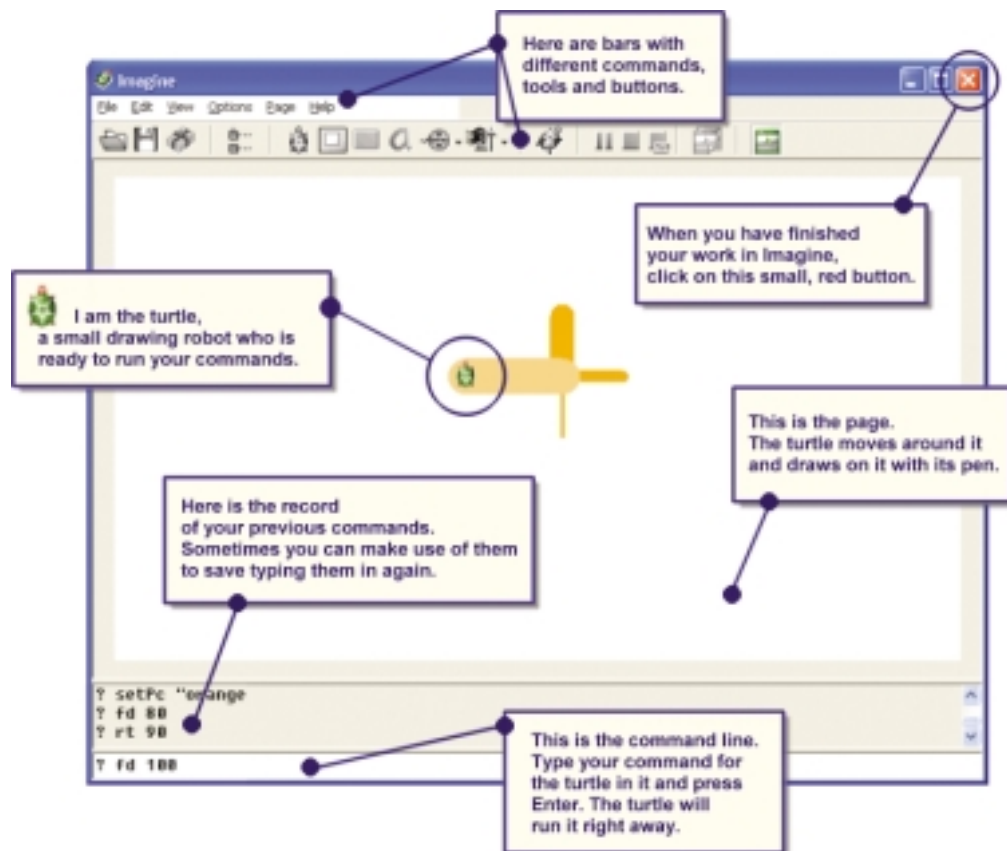 Here are bars with
different commands,
tools and buttons.
Imagine
File Edit View Options Page Help
When you have finished
your work in Imagine,
click on this small, red button.
I am the turtle,
a small drawing robot who is
ready to run your commands.
This is the page.
The turtle moves around it
and draws on it with its pen.
Here is the record
of your previous commands.
Sometimes you can make use of them
to save typing them in again.
? setPc "orange
? fd 80
? rt 90
? fd 100
This is the command line.
Type your command for
the turtle in it and press
Enter. The turtle will
run it right away.